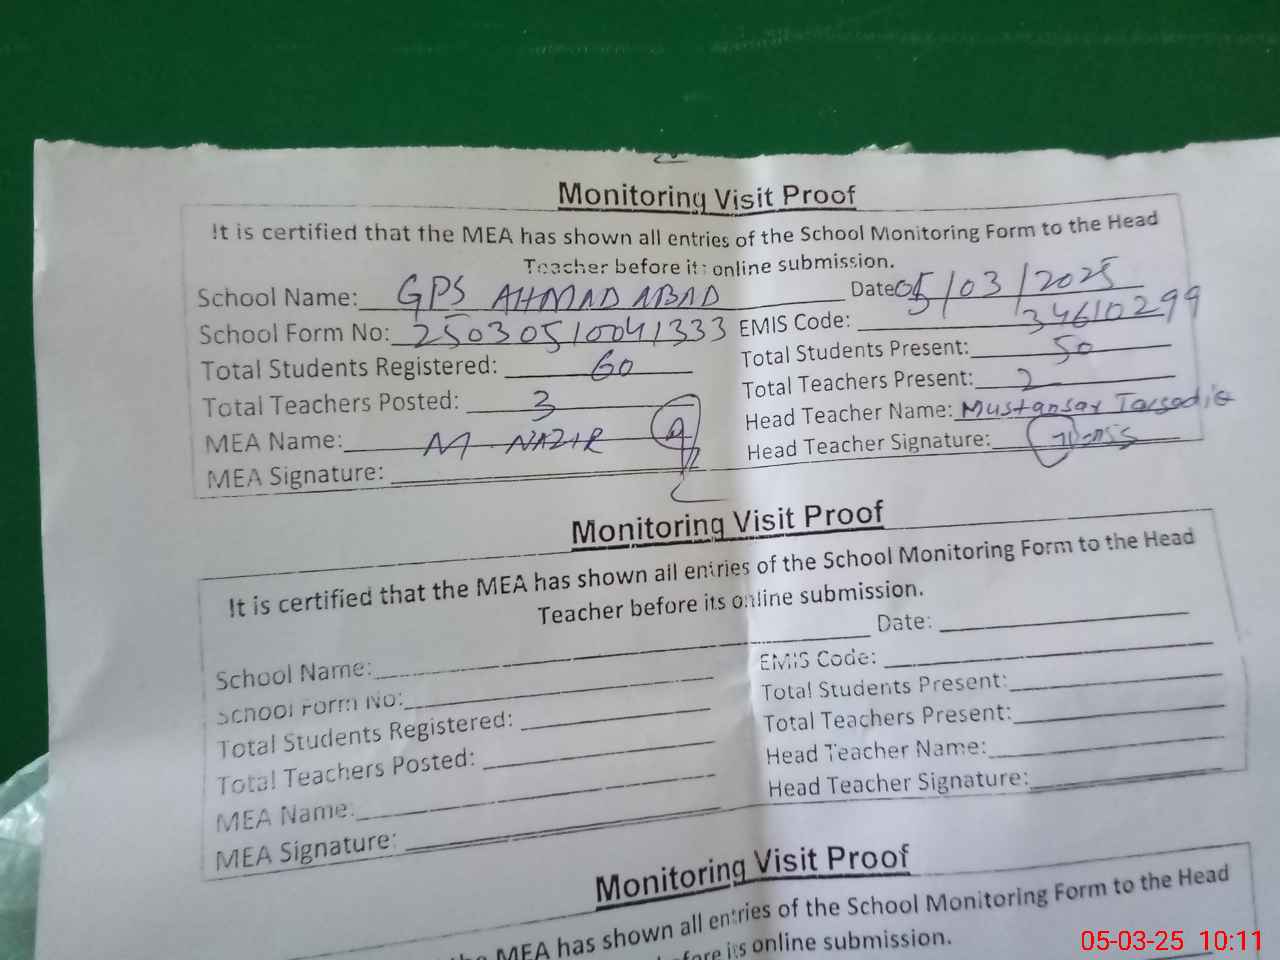 Monitoring Visit Proof
It is certified that the MEA has shown all entries of the School Monitoring Form to the Head
Teacher before its online submission.
School Name: GPS AHMAD ABAD Date 05/03/2025
School Form No: 25030510041333 EMIS Code: 34610299
Total Students Registered: 60 Total Students Present: 50
Total Teachers Posted: 3 Total Teachers Present: 2
MEA Name: M. NAZIR Head Teacher Name: Mustansar
MEA Signature: Head Teacher Signature:
Monitoring Visit Proof
It is certified that the MEA has shown all entries of the School Monitoring Form to the Head
Teacher before its online submission.
School Name: Date:
School Form No: EMIS Code:
Total Students Registered: Total Students Present:
Total Teachers Posted: Total Teachers Present:
MEA Name: Head Teacher Name:
MEA Signature: Head Teacher Signature:
Monitoring Visit Proof
the MEA has shown all entries of the School Monitoring Form to the Head
before its online submission.
05-03-25 10:11